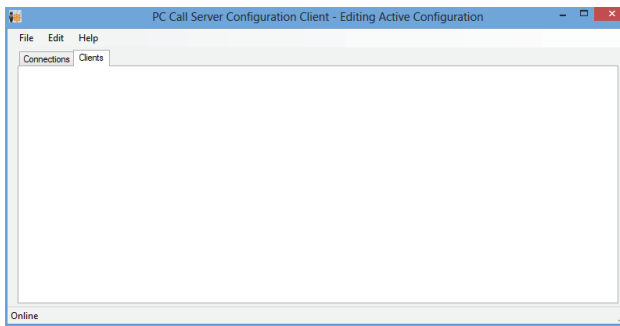 PC Call Server Configuration Client - Editing Active Configuration
File Edit Help
Connections Clients
Online